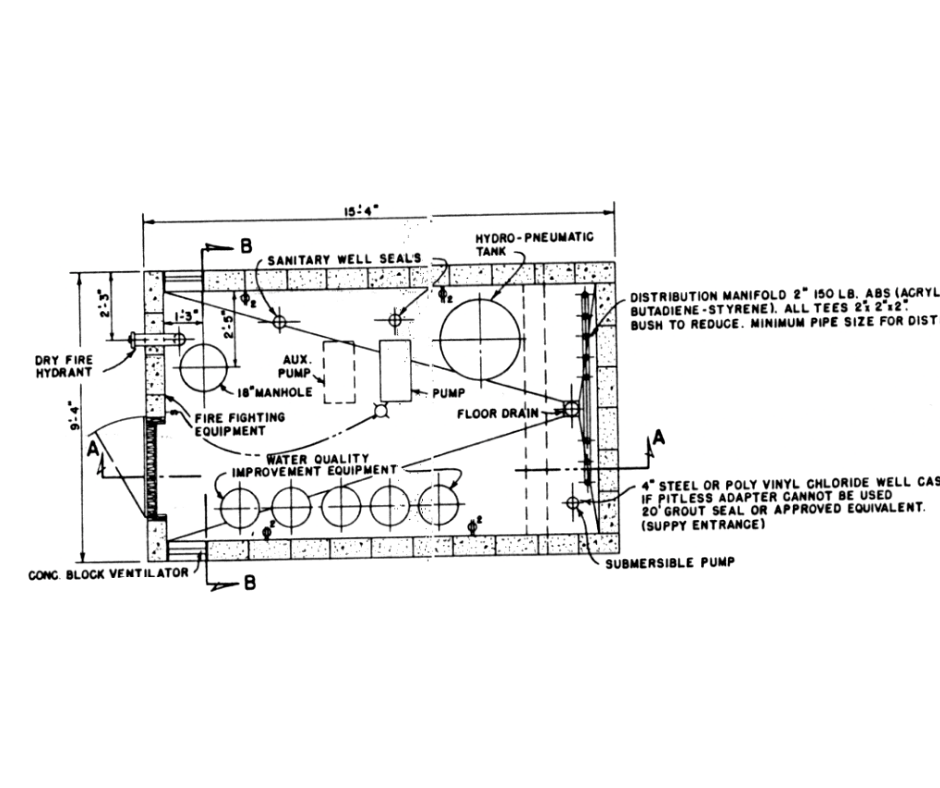 15'-4"
B
SANITARY WELL SEALS
HYDRO-PNEUMATIC
TANK
2'-3"
1'-3"
2'-5"
2
2
DISTRIBUTION MANIFOLD 2" 150 LB. ABS (ACRYL
BUTADIENE-STYRENE). ALL TEES 2"x 2"x2".
BUSH TO REDUCE. MINIMUM PIPE SIZE FOR DIST
DRY FIRE
HYDRANT
AUX.
PUMP
18" MANHOLE
PUMP
9'-4"
FIRE FIGHTING
EQUIPMENT
FLOOR DRAIN
A
A
WATER QUALITY
IMPROVEMENT EQUIPMENT
4" STEEL OR POLY VINYL CHLORIDE WELL CAS
IF PITLESS ADAPTER CANNOT BE USED
20' GROUT SEAL OR APPROVED EQUIVALENT.
(SUPPY ENTRANCE)
2
2
CONC. BLOCK VENTILATOR
B
SUBMERSIBLE PUMP